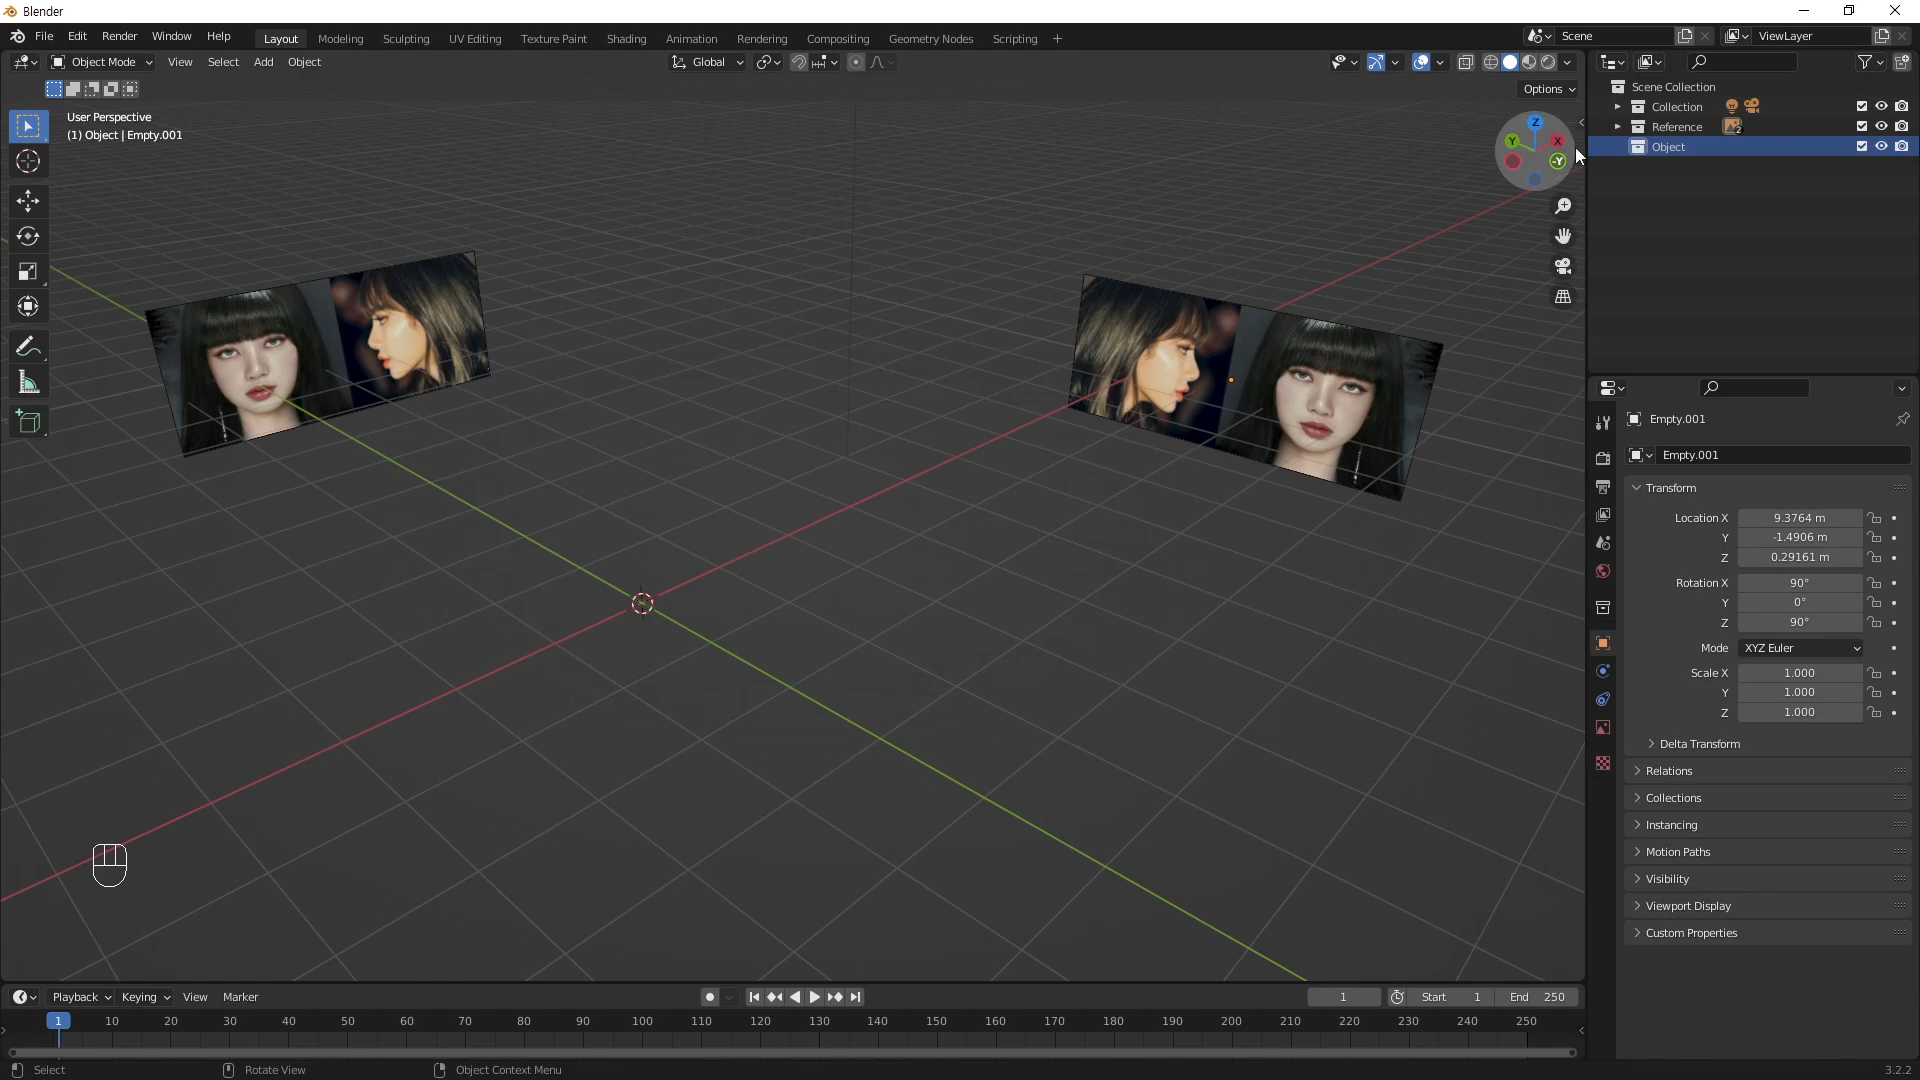 Blender
File Edit Render Window Help Layout Modeling Sculpting UV Editing Texture Paint Shading Animation Rendering Compositing Geometry Nodes Scripting + Scene ViewLayer
Object Mode View Select Add Object Global
Options
User Perspective
(1) Object | Empty.001
Z
Y X
-Y
Scene Collection
Collection
Reference 2
Object
Empty.001
Empty.001
Transform
Location X 9.3764 m
Y -1.4906 m
Z 0.29161 m
Rotation X 90°
Y 0°
Z 90°
Mode XYZ Euler
Scale X 1.000
Y 1.000
Z 1.000
Delta Transform
Relations
Collections
Instancing
Motion Paths
Visibility
Viewport Display
Custom Properties
Playback Keying View Marker 1 Start 1 End 250
1 10 20 30 40 50 60 70 80 90 100 110 120 130 140 150 160 170 180 190 200 210 220 230 240 250
Select Rotate View Object Context Menu 3.2.2